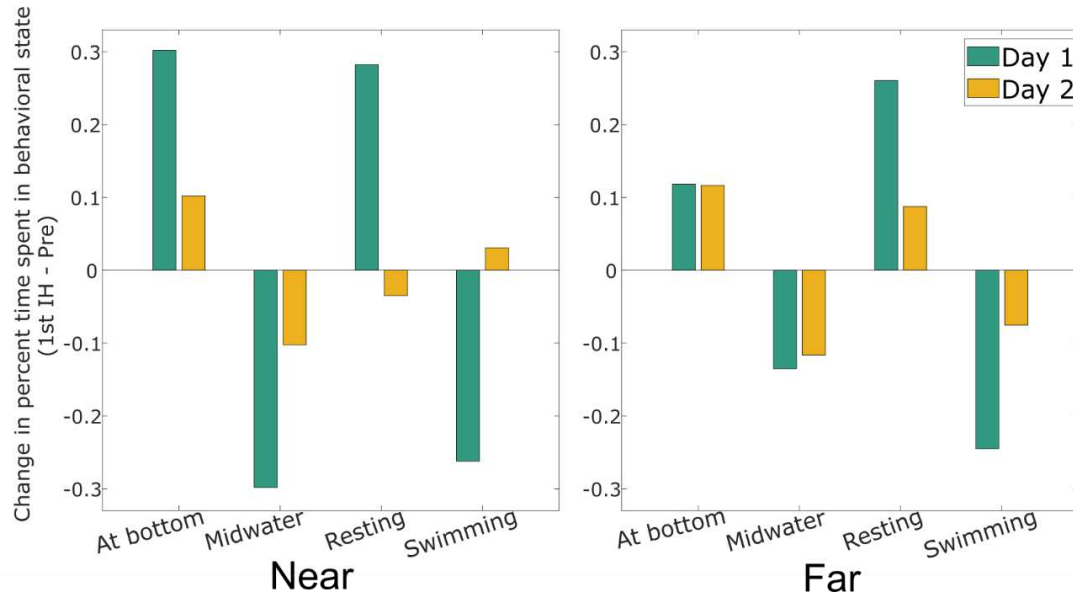 Change in percent time spent in behavioral state
(1st IH - Pre)
0.3
0.2
0.1
0
-0.1
-0.2
-0.3
At bottom
Midwater
Resting
Swimming
Near
0.3
0.2
0.1
0
-0.1
-0.2
-0.3
At bottom
Midwater
Resting
Swimming
Far
Day 1
Day 2